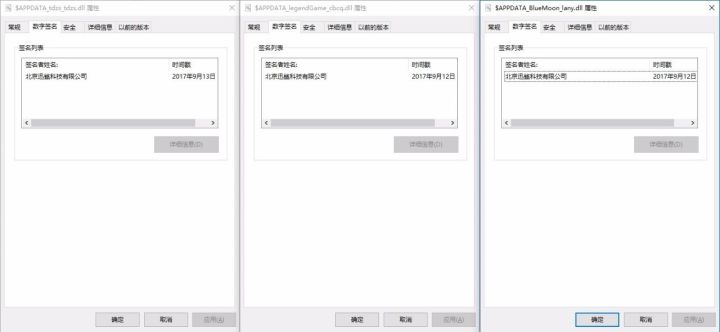 $APPDATA_tdzs_tdzs.dll 属性
常规 数字签名 安全 详细信息 以前的版本
签名列表
签名者姓名: 时间戳
北京迅鲨科技有限公司 2017年9月13日
详细信息(D)
确定 取消 应用(A)
$APPDATA_legendGame_cbcq.dll 属性
常规 数字签名 安全 详细信息 以前的版本
签名列表
签名者姓名: 时间戳
北京迅鲨科技有限公司 2017年9月12日
详细信息(D)
确定 取消 应用(A)
$APPDATA_BlueMoon_lany.dll 属性
常规 数字签名 安全 详细信息 以前的版本
签名列表
签名者姓名: 时间戳
北京迅鲨科技有限公司 2017年9月12日
详细信息(D)
确定 取消 应用(A)